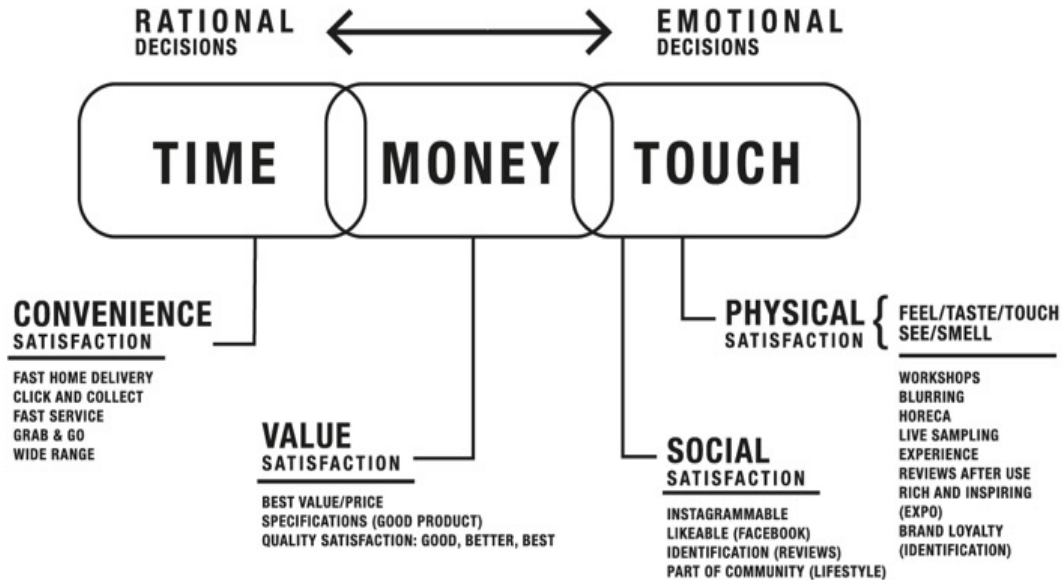 RATIONAL
DECISIONS
EMOTIONAL
DECISIONS
TIME
MONEY
TOUCH
CONVENIENCE
SATISFACTION
FAST HOME DELIVERY
CLICK AND COLLECT
FAST SERVICE
GRAB & GO
WIDE RANGE
VALUE
SATISFACTION
BEST VALUE/PRICE
SPECIFICATIONS (GOOD PRODUCT)
QUALITY SATISFACTION: GOOD, BETTER, BEST
SOCIAL
SATISFACTION
INSTAGRAMMABLE
LIKEABLE (FACEBOOK)
IDENTIFICATION (REVIEWS)
PART OF COMMUNITY (LIFESTYLE)
PHYSICAL
SATISFACTION
{
FEEL/TASTE/TOUCH
SEE/SMELL
WORKSHOPS
BLURRING
HORECA
LIVE SAMPLING
EXPERIENCE
REVIEWS AFTER USE
RICH AND INSPIRING
(EXPO)
BRAND LOYALTY
(IDENTIFICATION)